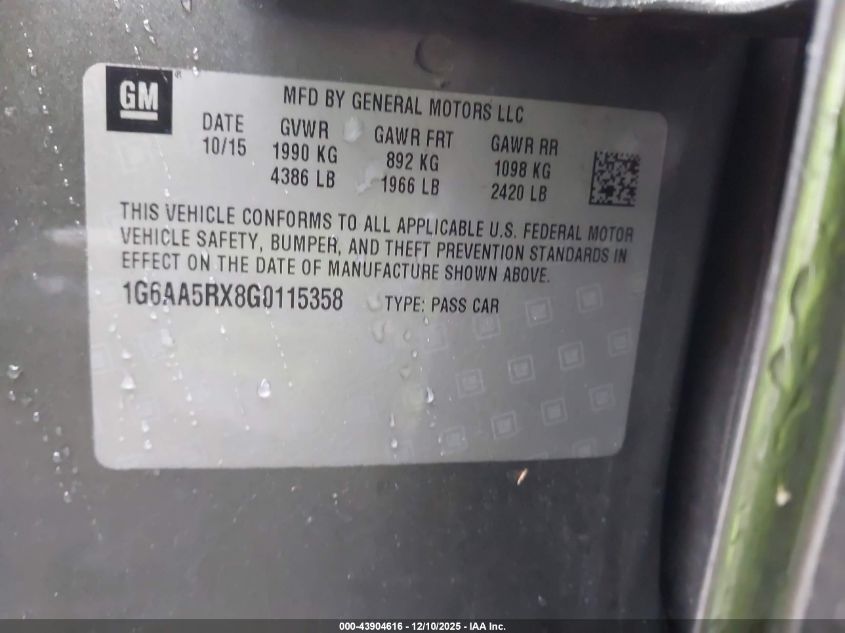 GM ®
MFD BY GENERAL MOTORS LLC
DATE GVWR GAWR FRT GAWR RR
10/15 1990 KG 892 KG 1098 KG
4386 LB 1966 LB 2420 LB
THIS VEHICLE CONFORMS TO ALL APPLICABLE U.S. FEDERAL MOTOR
VEHICLE SAFETY, BUMPER, AND THEFT PREVENTION STANDARDS IN
EFFECT ON THE DATE OF MANUFACTURE SHOWN ABOVE.
1G6AA5RX8G0115358 TYPE: PASS CAR
000-43904616 - 12/10/2025 - IAA Inc.